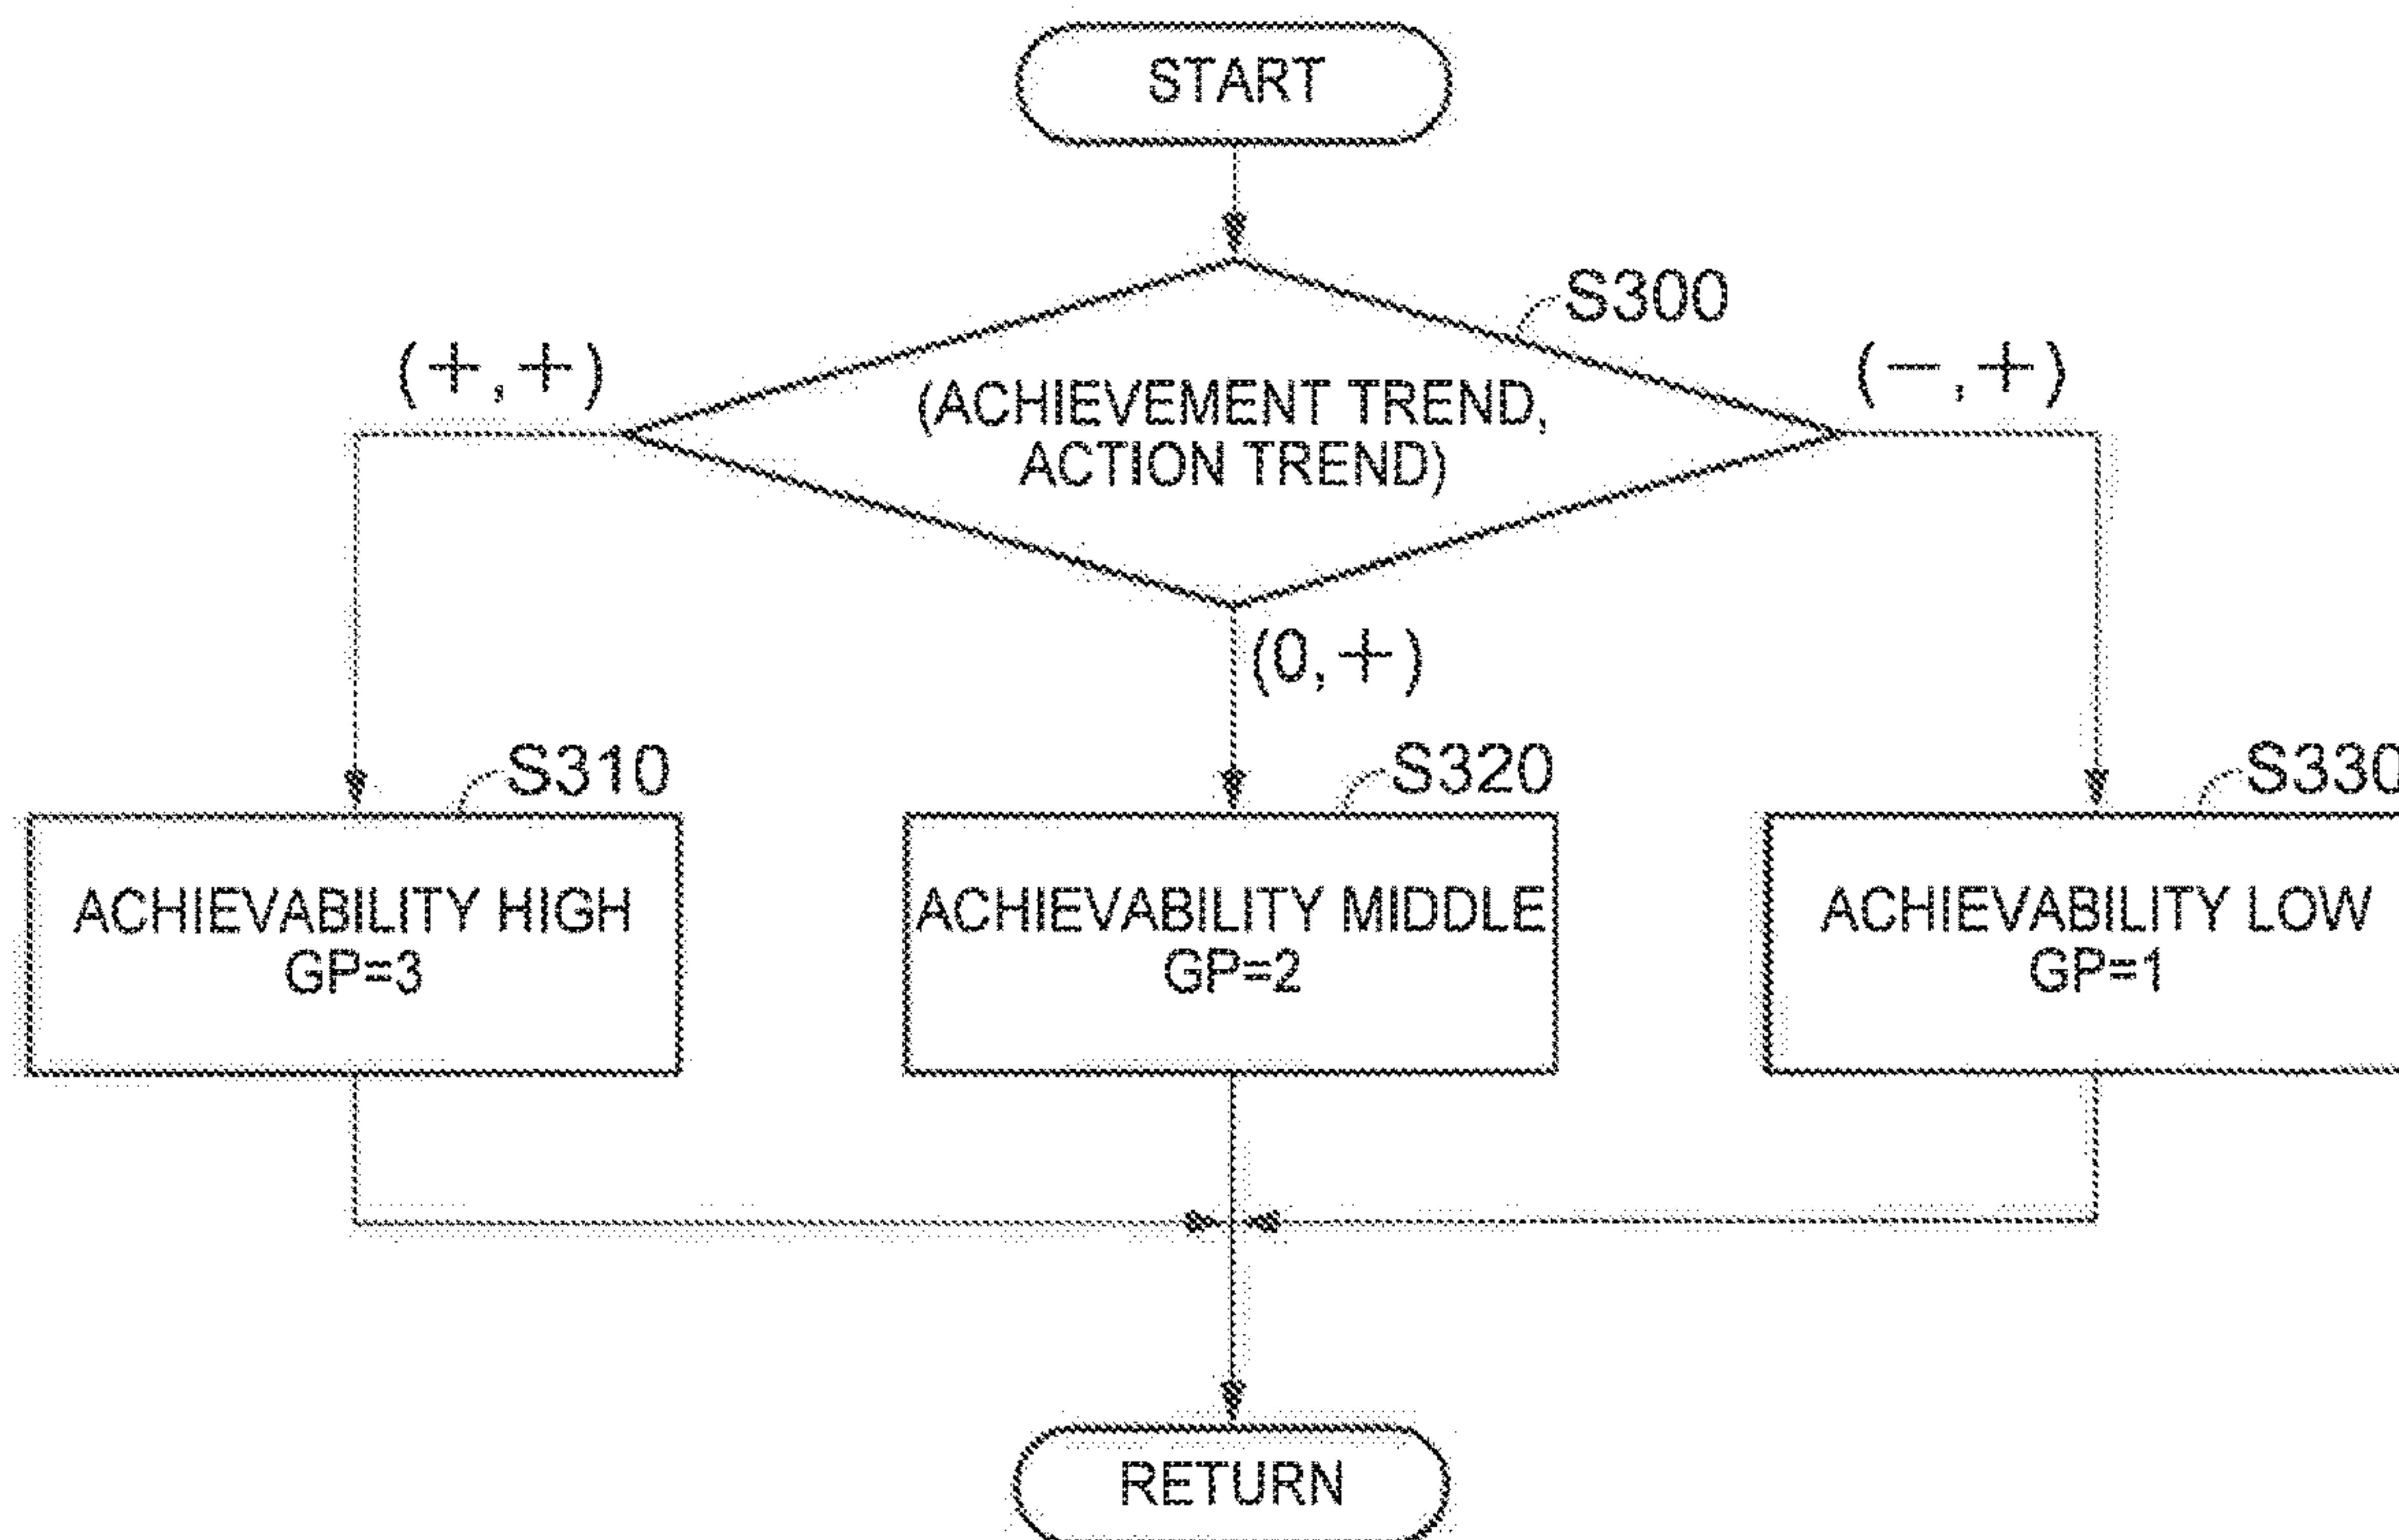 START
S300
(+,+)
(−,+)
(ACHIEVEMENT TREND,
ACTION TREND)
(0,+)
S310
S320
S330
ACHIEVABILITY HIGH
GP=3
ACHIEVABILITY MIDDLE
GP=2
ACHIEVABILITY LOW
GP=1
RETURN